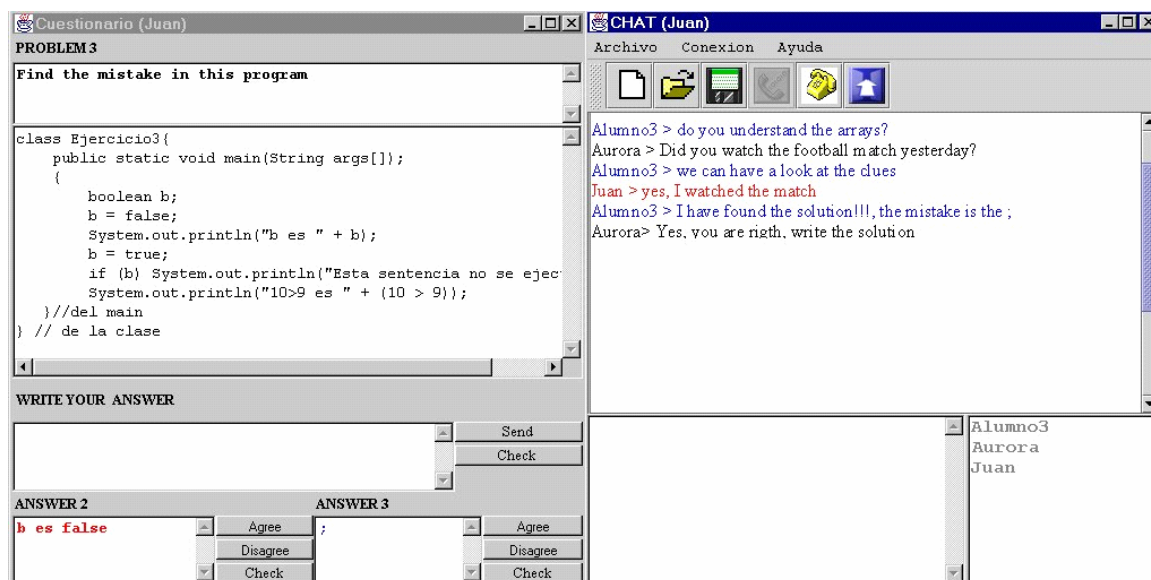 Cuestionario (Juan)
PROBLEM 3
Find the mistake in this program
class Ejercicio3{
public static void main(String args[]);
{
boolean b;
b = false;
System.out.println("b es " + b);
b = true;
if (b) System.out.println("Esta sentencia no se ejec
System.out.println("10>9 es " + (10 > 9));
}//del main
} // de la clase
WRITE YOUR ANSWER
Send
Check
ANSWER 2
b es false
Agree
Disagree
Check
ANSWER 3
;
Agree
Disagree
Check
CHAT (Juan)
Archivo Conexion Ayuda
Alumno3 > do you understand the arrays?
Aurora > Did you watch the football match yesterday?
Alumno3 > we can have a look at the clues
Juan > yes, I watched the match
Alumno3 > I have found the solution!!!, the mistake is the ;
Aurora> Yes, you are rigth, write the solution
Alumno3
Aurora
Juan